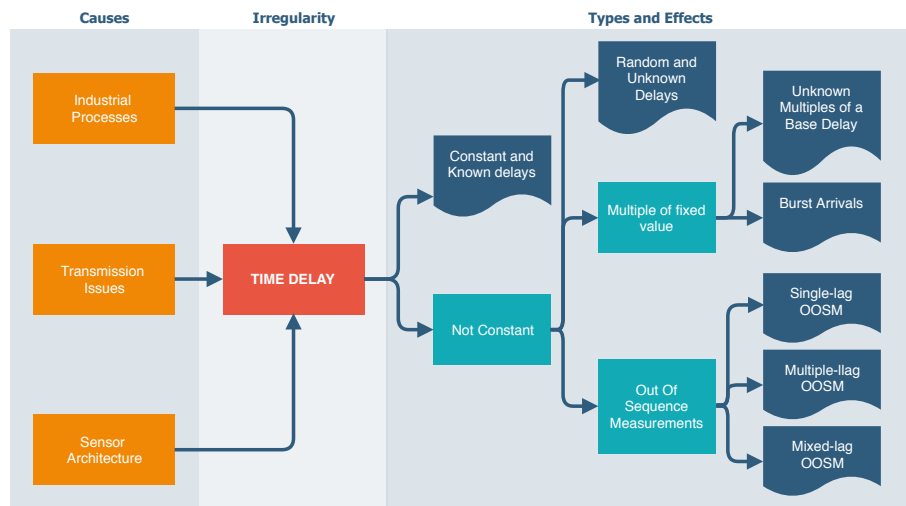 Causes
Irregularity
Types and Effects
Industrial
Processes
Transmission
Issues
Sensor
Architecture
TIME DELAY
Constant and
Known delays
Not Constant
Random and
Unknown
Delays
Multiple of fixed
value
Out Of
Sequence
Measurements
Unknown
Multiples of a
Base Delay
Burst Arrivals
Single-lag
OOSM
Multiple-llag
OOSM
Mixed-lag
OOSM